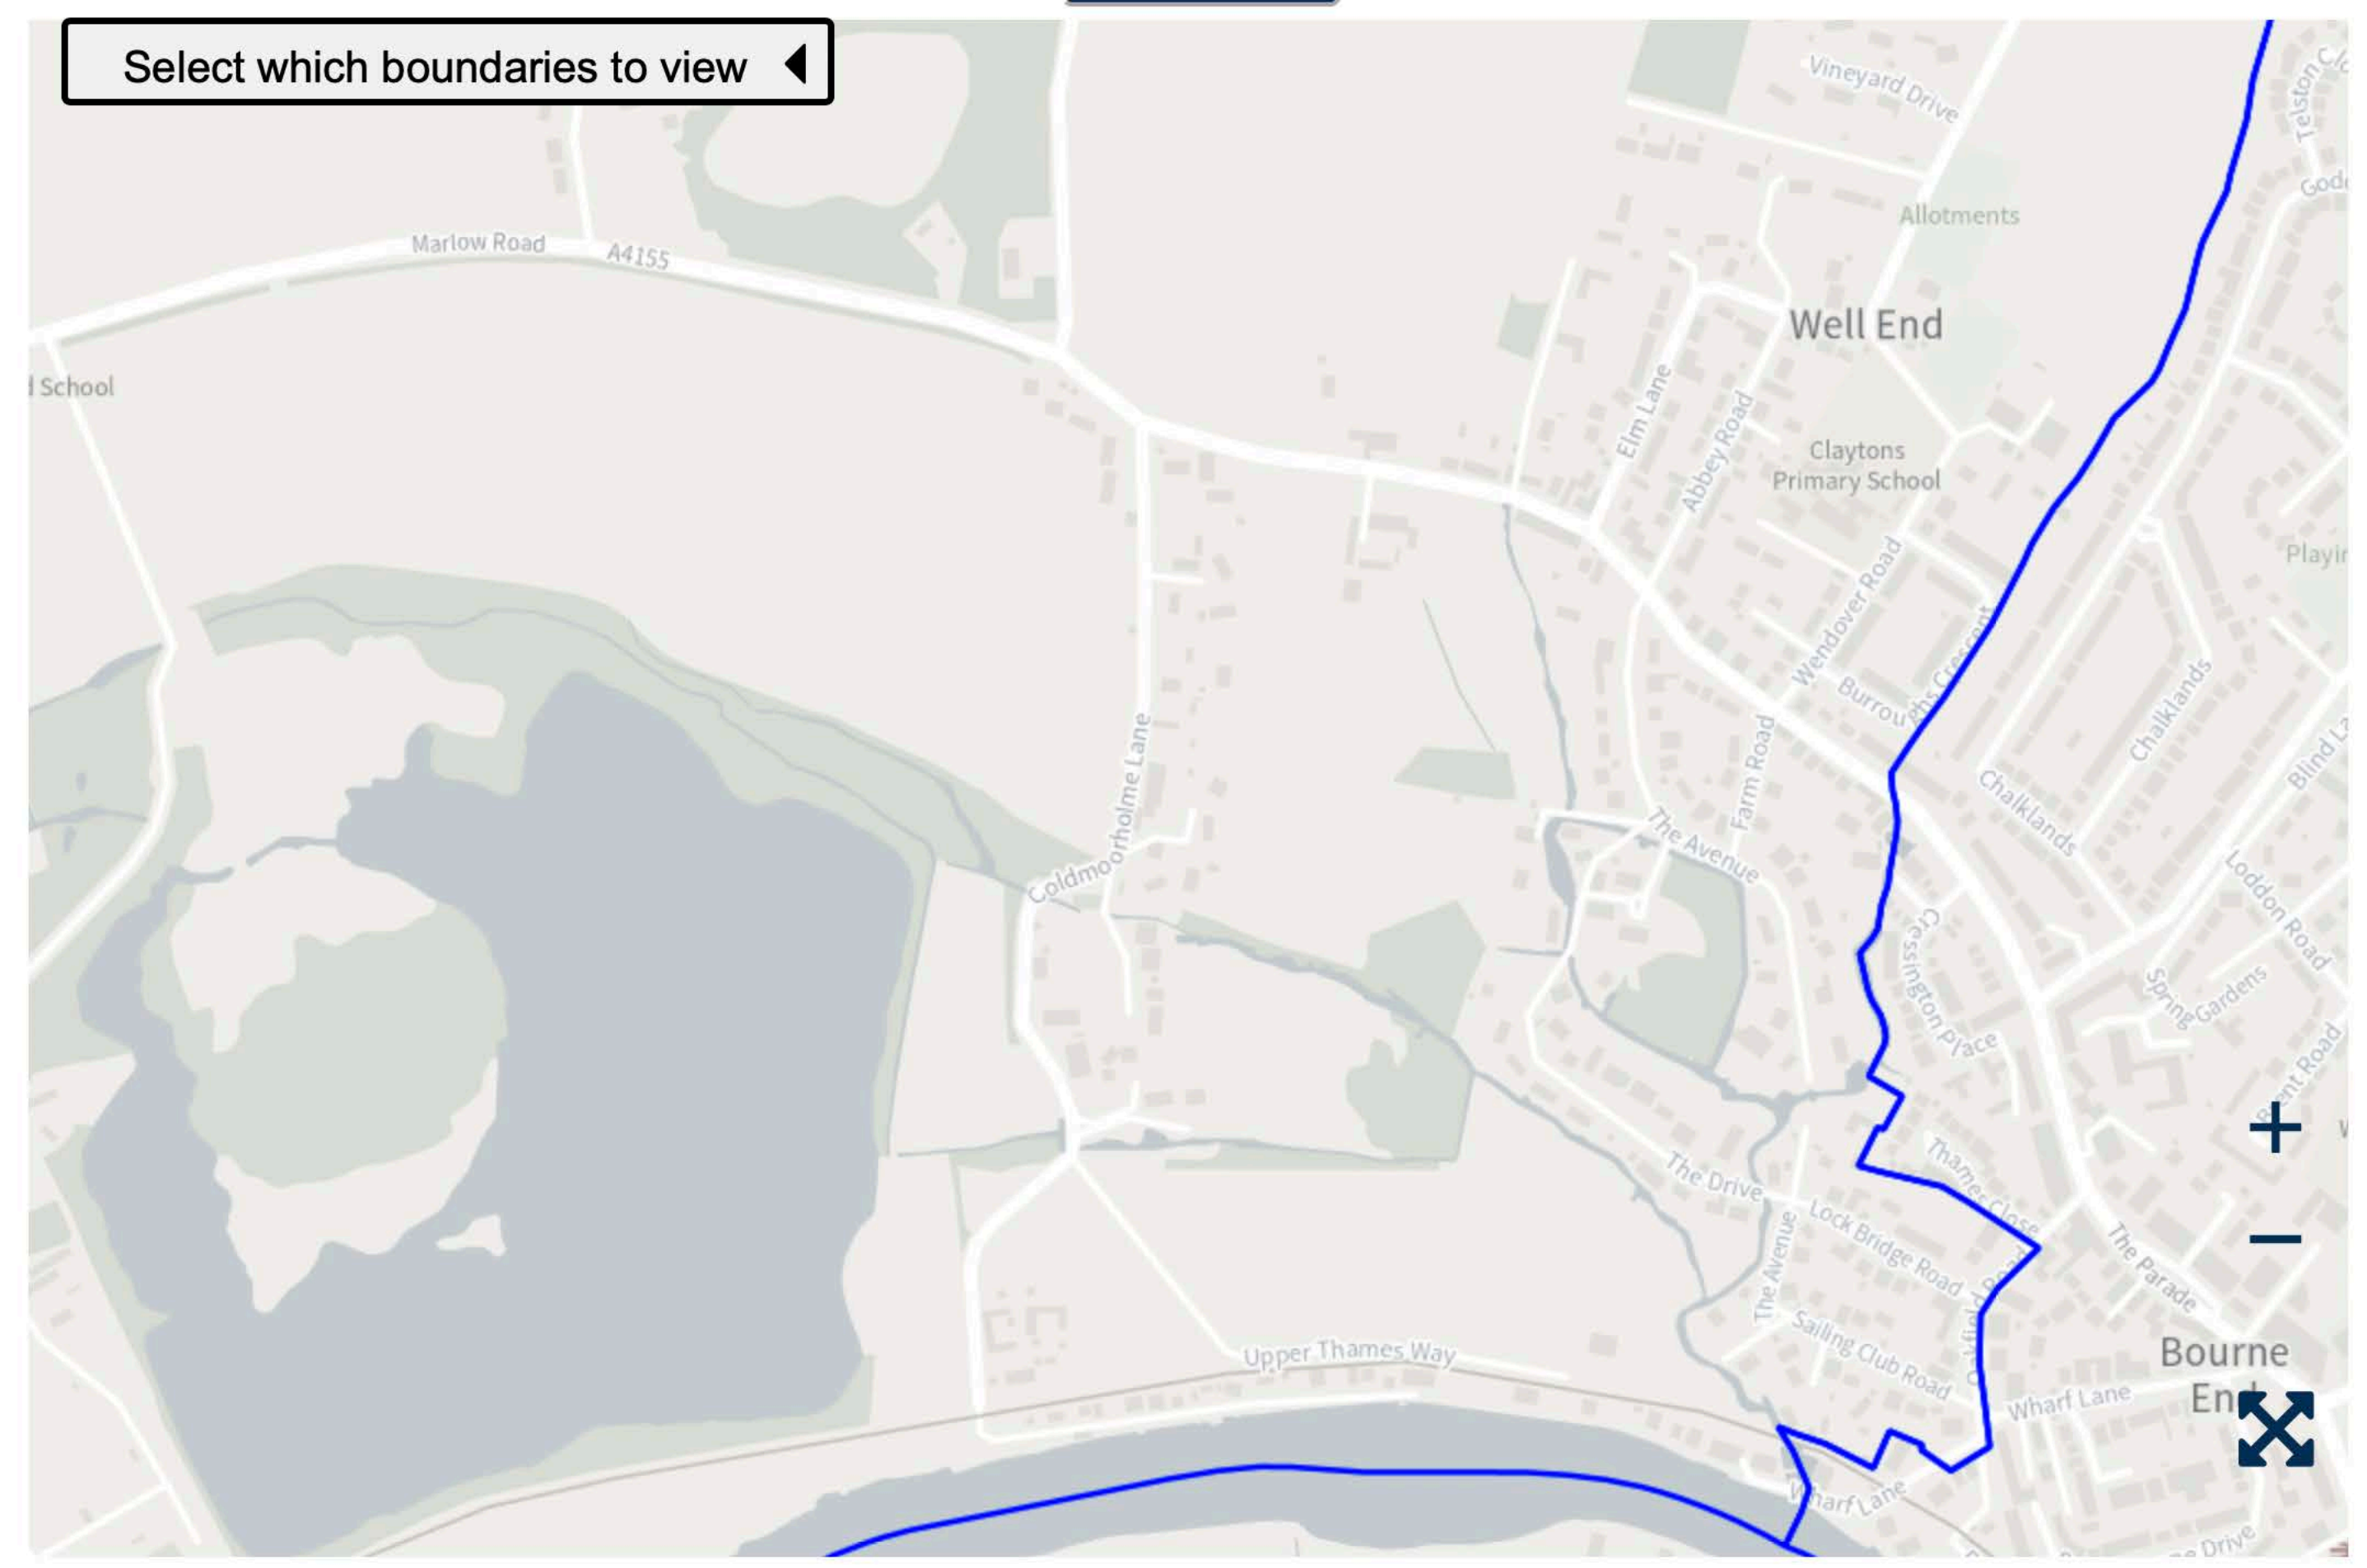 Select which boundaries to view
Vineyard Drive
Allotments
Marlow Road
A4155
Well End
School
Elm Lane
Abbey Road
Claytons
Primary School
Wendover Road
Burroughs Crescent
Chalklands
Coldmoorholme Lane
Farm Road
Chalklands
The Avenue
Loddon Road
Cressington Place
Spring Gardens
Thames Close
The Drive
Lock Bridge Road
The Avenue
The Parade
Sailing Club Road
Upper Thames Way
Bourne
End
Wharf Lane
Wharf Lane
Drive